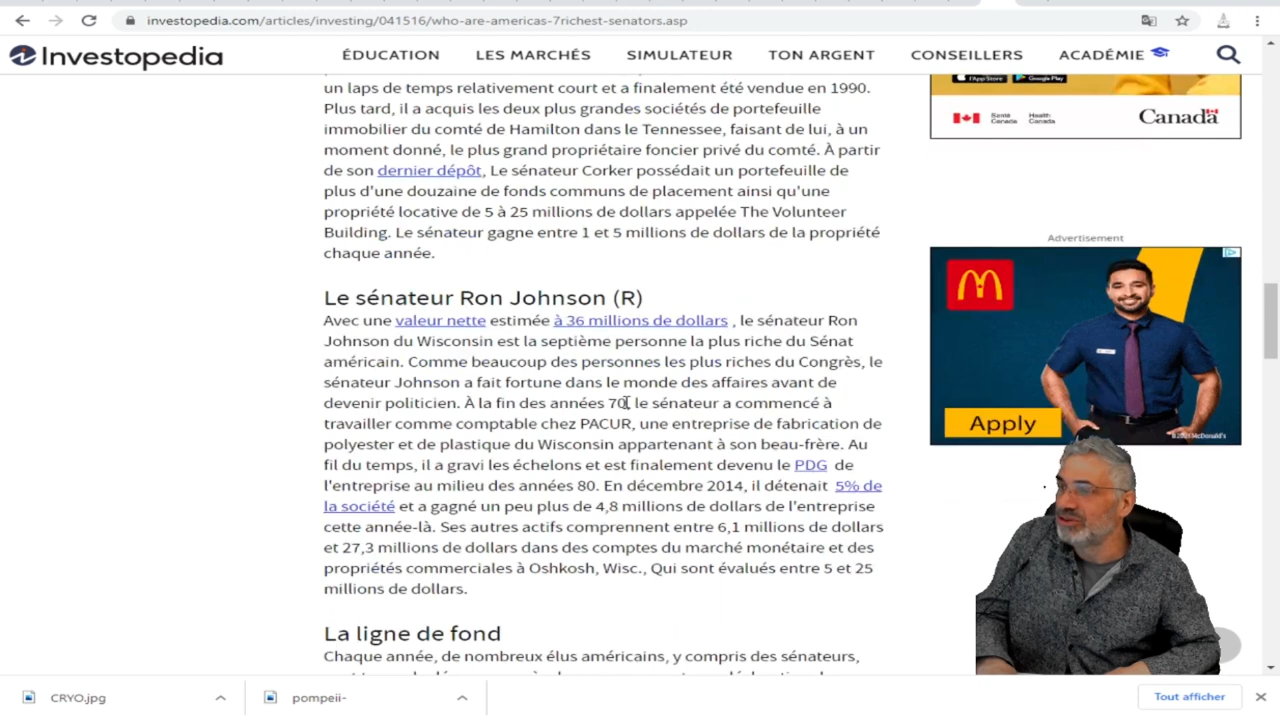 investopedia.com/articles/investing/041516/who-are-americas-7richest-senators.asp
Investopedia
ÉDUCATION
LES MARCHÉS
SIMULATEUR
TON ARGENT
CONSEILLERS
ACADÉMIE
un laps de temps relativement court et a finalement été vendue en 1990.
Plus tard, il a acquis les deux plus grandes sociétés de portefeuille
immobilier du comté de Hamilton dans le Tennessee, faisant de lui, à un
moment donné, le plus grand propriétaire foncier privé du comté. À partir
de son dernier dépôt, Le sénateur Corker possédait un portefeuille de
plus d'une douzaine de fonds communs de placement ainsi qu'une
propriété locative de 5 à 25 millions de dollars appelée The Volunteer
Building. Le sénateur gagne entre 1 et 5 millions de dollars de la propriété
chaque année.
Le sénateur Ron Johnson (R)
Avec une valeur nette estimée à 36 millions de dollars , le sénateur Ron
Johnson du Wisconsin est la septième personne la plus riche du Sénat
américain. Comme beaucoup des personnes les plus riches du Congrès, le
sénateur Johnson a fait fortune dans le monde des affaires avant de
devenir politicien. À la fin des années 70, le sénateur a commencé à
travailler comme comptable chez PACUR, une entreprise de fabrication de
polyester et de plastique du Wisconsin appartenant à son beau-frère. Au
fil du temps, il a gravi les échelons et est finalement devenu le PDG de
l'entreprise au milieu des années 80. En décembre 2014, il détenait 5% de
la société et a gagné un peu plus de 4,8 millions de dollars de l'entreprise
cette année-là. Ses autres actifs comprennent entre 6,1 millions de dollars
et 27,3 millions de dollars dans des comptes du marché monétaire et des
propriétés commerciales à Oshkosh, Wisc., Qui sont évalués entre 5 et 25
millions de dollars.
La ligne de fond
Chaque année, de nombreux élus américains, y compris des sénateurs,
App Store
Google Play
Santé Canada
Health Canada
Canada
Advertisement
Apply
CRYO.jpg
pompeii-
Tout afficher